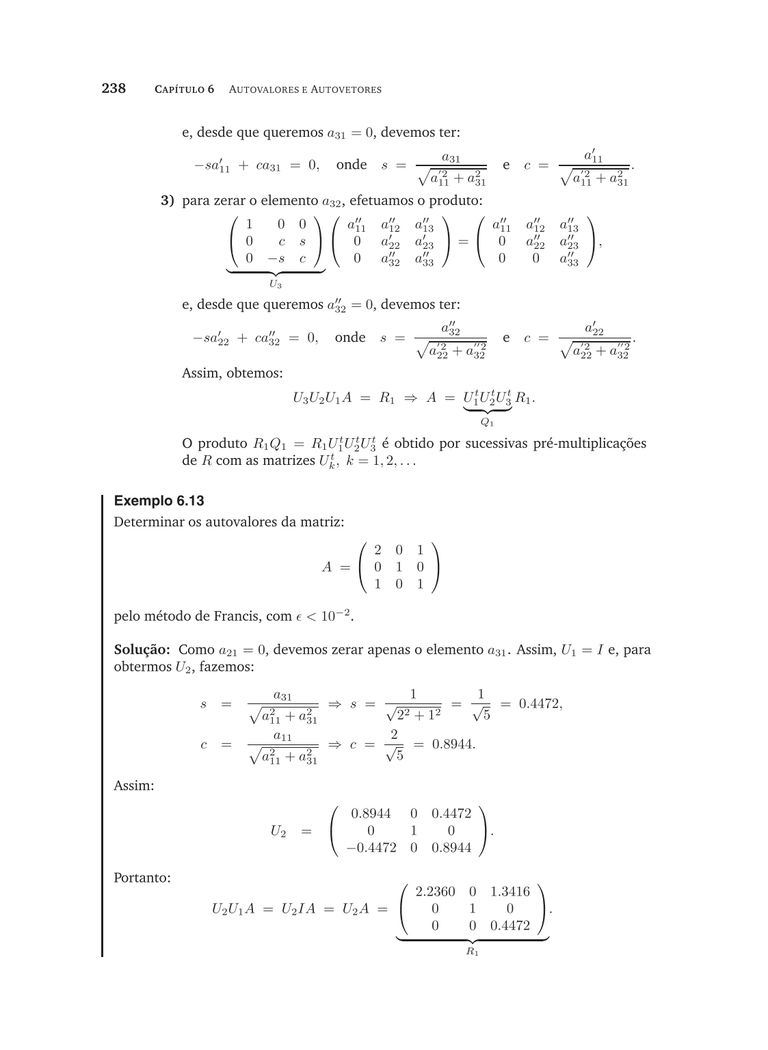 238 CAPÍTULO 6 AUTOVALORES E AUTOVETORES
e, desde que queremos $a_{31} = 0$, devemos ter:
$-sa'_{11} + ca_{31} = 0$, onde $s = \frac{a_{31}}{\sqrt{a'^2_{11} + a^2_{31}}}$ e $c = \frac{a'_{11}}{\sqrt{a'^2_{11} + a^2_{31}}}$.
3) para zerar o elemento $a_{32}$, efetuamos o produto:
$\underbrace{\begin{pmatrix} 1 & 0 & 0 \\ 0 & c & s \\ 0 & -s & c \end{pmatrix}}_{U_3} \begin{pmatrix} a''_{11} & a''_{12} & a''_{13} \\ 0 & a'_{22} & a'_{23} \\ 0 & a''_{32} & a''_{33} \end{pmatrix} = \begin{pmatrix} a''_{11} & a''_{12} & a''_{13} \\ 0 & a''_{22} & a''_{23} \\ 0 & 0 & a''_{33} \end{pmatrix}$,
e, desde que queremos $a''_{32} = 0$, devemos ter:
$-sa'_{22} + ca''_{32} = 0$, onde $s = \frac{a''_{32}}{\sqrt{a'^2_{22} + a''^2_{32}}}$ e $c = \frac{a'_{22}}{\sqrt{a'^2_{22} + a''^2_{32}}}$.
Assim, obtemos:
$U_3U_2U_1A = R_1 \Rightarrow A = \underbrace{U_1^tU_2^tU_3^t}_{Q_1}R_1$.
O produto $R_1Q_1 = R_1U_1^tU_2^tU_3^t$ é obtido por sucessivas pré-multiplicações
de $R$ com as matrizes $U_k^t$, $k = 1, 2, \ldots$
Exemplo 6.13
Determinar os autovalores da matriz:
$A = \begin{pmatrix} 2 & 0 & 1 \\ 0 & 1 & 0 \\ 1 & 0 & 1 \end{pmatrix}$
pelo método de Francis, com $\epsilon < 10^{-2}$.
Solução: Como $a_{21} = 0$, devemos zerar apenas o elemento $a_{31}$. Assim, $U_1 = I$ e, para
obtermos $U_2$, fazemos:
$s = \frac{a_{31}}{\sqrt{a^2_{11} + a^2_{31}}} \Rightarrow s = \frac{1}{\sqrt{2^2 + 1^2}} = \frac{1}{\sqrt{5}} = 0.4472$,
$c = \frac{a_{11}}{\sqrt{a^2_{11} + a^2_{31}}} \Rightarrow c = \frac{2}{\sqrt{5}} = 0.8944$.
Assim:
$U_2 = \begin{pmatrix} 0.8944 & 0 & 0.4472 \\ 0 & 1 & 0 \\ -0.4472 & 0 & 0.8944 \end{pmatrix}$.
Portanto:
$U_2U_1A = U_2IA = U_2A = \underbrace{\begin{pmatrix} 2.2360 & 0 & 1.3416 \\ 0 & 1 & 0 \\ 0 & 0 & 0.4472 \end{pmatrix}}_{R_1}$.